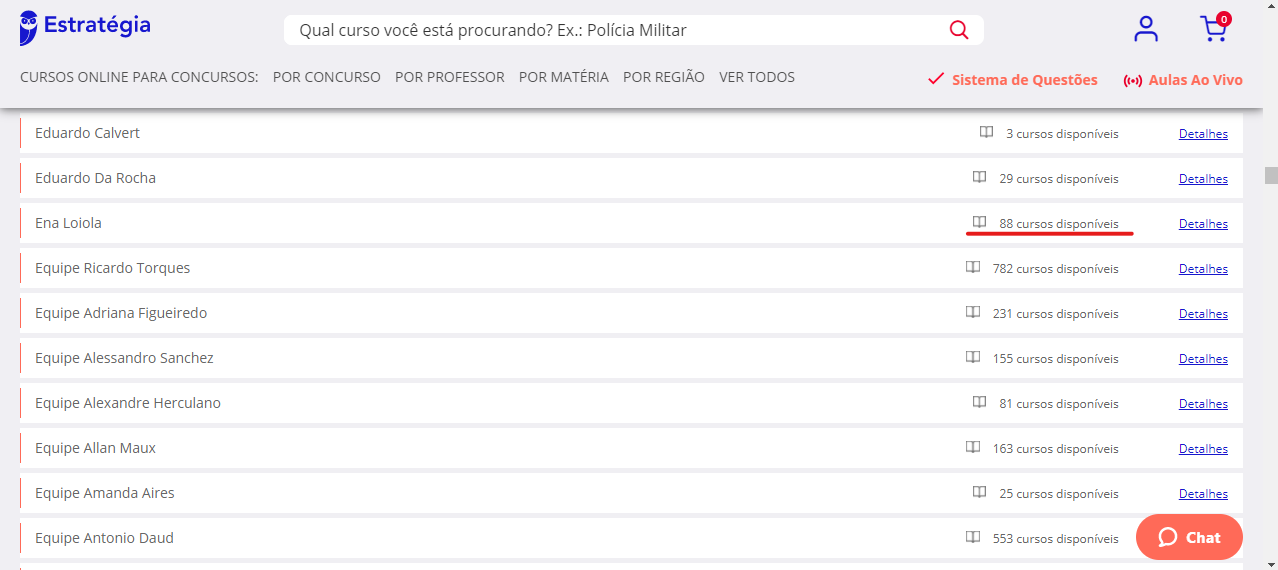 Estratégia
Qual curso você está procurando? Ex.: Polícia Militar
0
CURSOS ONLINE PARA CONCURSOS: POR CONCURSO POR PROFESSOR POR MATÉRIA POR REGIÃO VER TODOS
Sistema de Questões Aulas Ao Vivo
Eduardo Calvert 3 cursos disponíveis Detalhes
Eduardo Da Rocha 29 cursos disponíveis Detalhes
Ena Loiola 88 cursos disponíveis Detalhes
Equipe Ricardo Torques 782 cursos disponíveis Detalhes
Equipe Adriana Figueiredo 231 cursos disponíveis Detalhes
Equipe Alessandro Sanchez 155 cursos disponíveis Detalhes
Equipe Alexandre Herculano 81 cursos disponíveis Detalhes
Equipe Allan Maux 163 cursos disponíveis Detalhes
Equipe Amanda Aires 25 cursos disponíveis Detalhes
Equipe Antonio Daud 553 cursos disponíveis
Chat